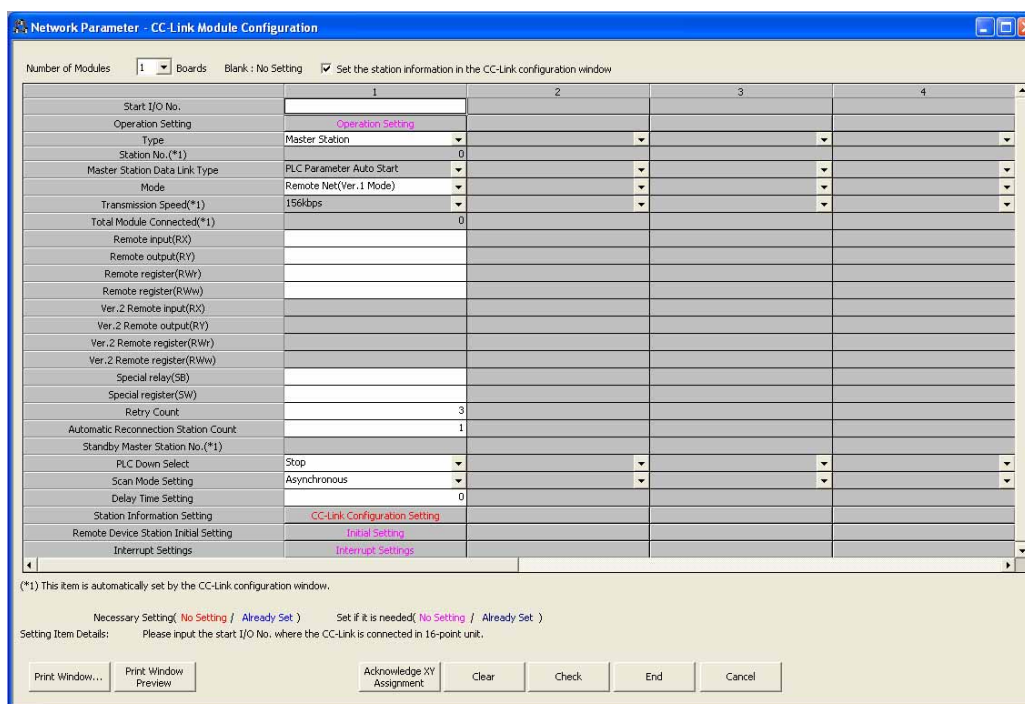 Network Parameter - CC-Link Module Configuration
Number of Modules 1 Boards Blank : No Setting Set the station information in the CC-Link configuration window
1 2 3 4
Start I/O No.
Operation Setting Operation Setting
Type Master Station
Station No.(*1) 0
Master Station Data Link Type PLC Parameter Auto Start
Mode Remote Net(Ver.1 Mode)
Transmission Speed(*1) 156kbps
Total Module Connected(*1) 0
Remote input(RX)
Remote output(RY)
Remote register(RWr)
Remote register(RWw)
Ver.2 Remote input(RX)
Ver.2 Remote output(RY)
Ver.2 Remote register(RWr)
Ver.2 Remote register(RWw)
Special relay(SB)
Special register(SW)
Retry Count 3
Automatic Reconnection Station Count 1
Standby Master Station No.(*1)
PLC Down Select Stop
Scan Mode Setting Asynchronous
Delay Time Setting 0
Station Information Setting CC-Link Configuration Setting
Remote Device Station Initial Setting Initial Setting
Interrupt Settings Interrupt Settings
(*1) This item is automatically set by the CC-Link configuration window.
Necessary Setting( No Setting / Already Set ) Set if it is needed( No Setting / Already Set )
Setting Item Details: Please input the start I/O No. where the CC-Link is connected in 16-point unit.
Print Window... Print Window Preview Acknowledge XY Assignment Clear Check End Cancel